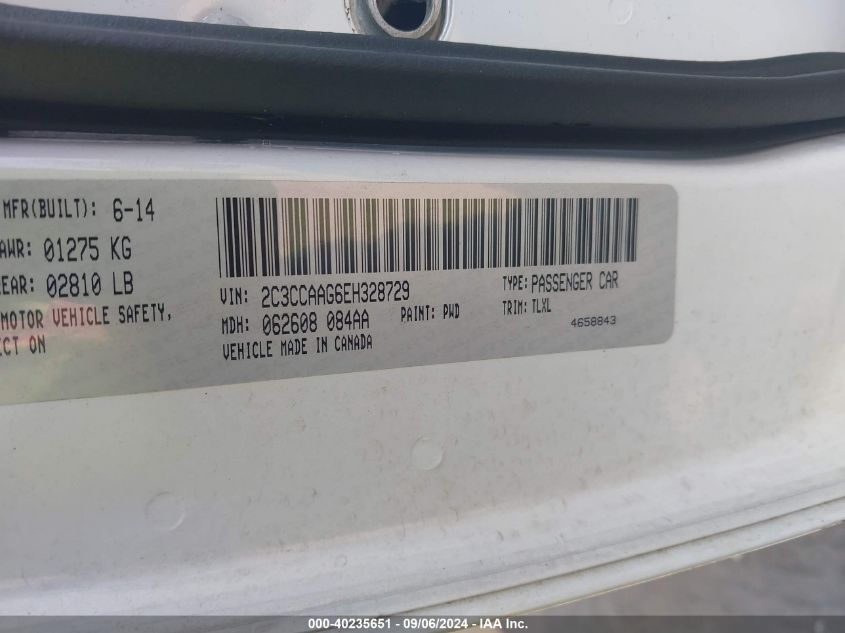 MFR(BUILT): 6-14
AWR: 01275 KG
EAR: 02810 LB
MOTOR VEHICLE SAFETY,
ECT ON
VIN: 2C3CCAAG6EH328729
TYPE: PASSENGER CAR
MDH: 062608 084AA
PAINT: PWD
TRIM: TLXL
VEHICLE MADE IN CANADA
4658843
000-40235651 - 09/06/2024 - IAA Inc.